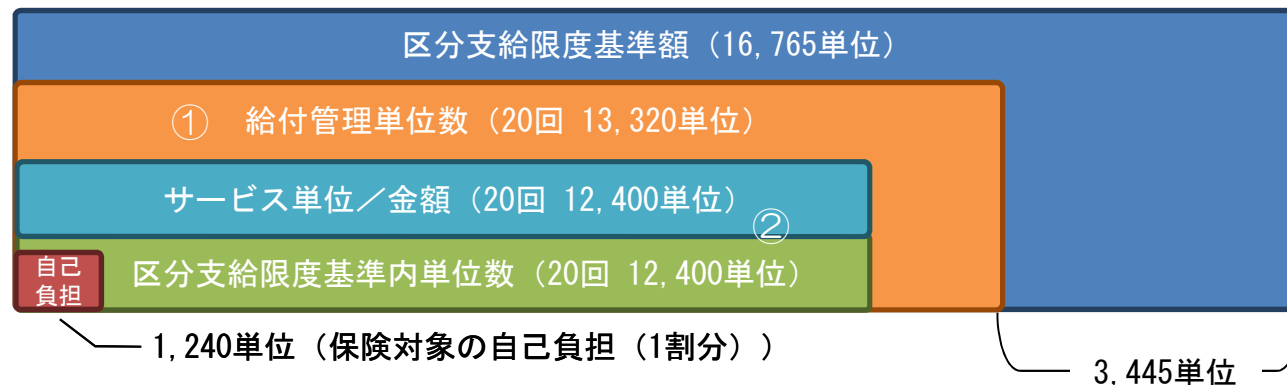 区分支給限度基準額（16,765単位）
① 給付管理単位数（20回 13,320単位）
サービス単位／金額（20回 12,400単位）
②
区分支給限度基準内単位数（20回 12,400単位）
自己
負担
1,240単位（保険対象の自己負担（1割分））
3,445単位